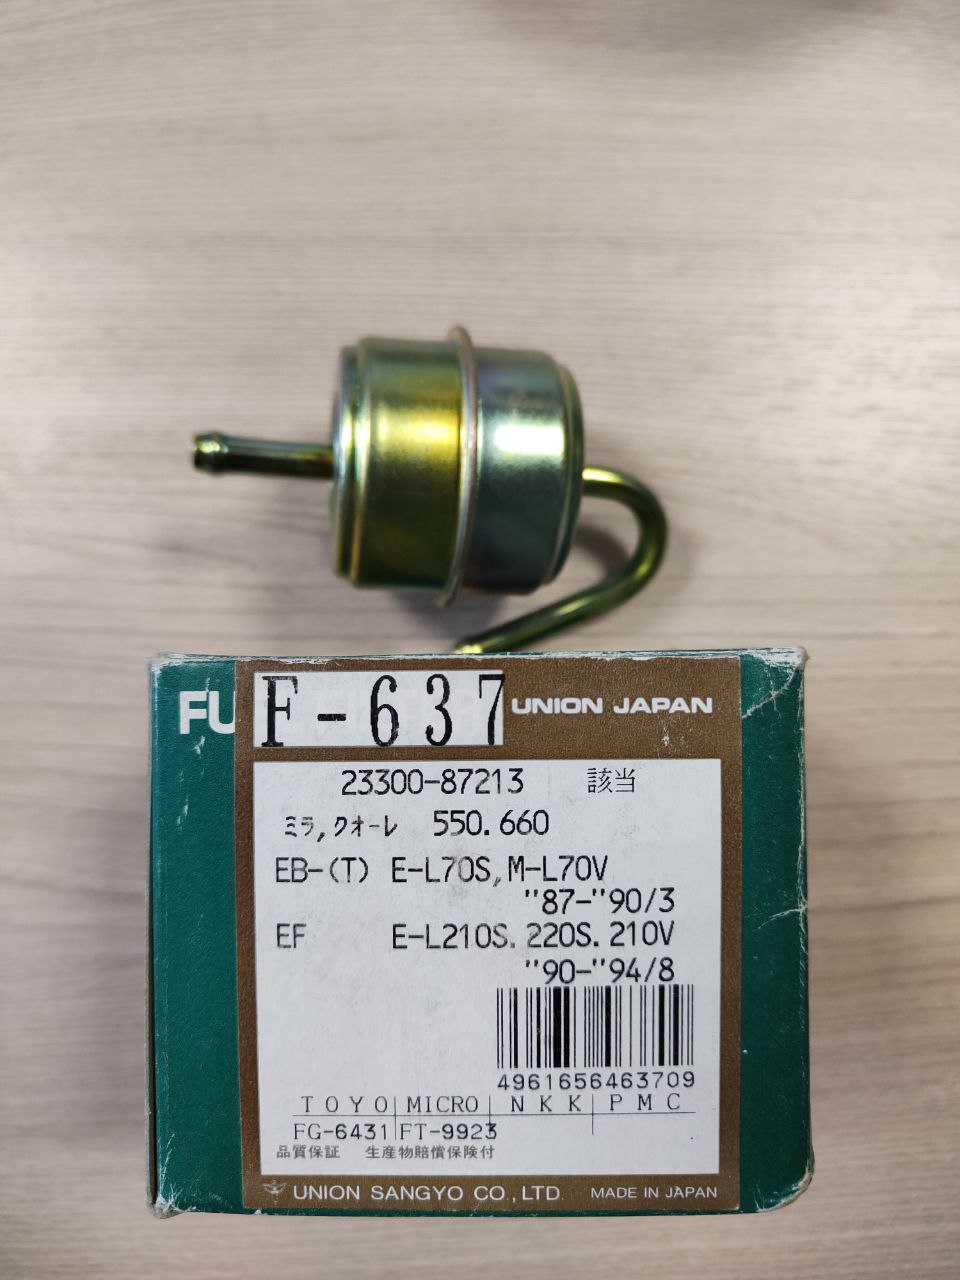 FU
F-637
UNION JAPAN
23300-87213 該当
ミラ,クオーレ 550.660
EB-(T) E-L70S,M-L70V
"87-"90/3
EF E-L210S.220S.210V
"90-"94/8
4961656463709
TOYO MICRO NKK PMC
FG-6431 FT-9923
品質保証 生産物賠償保険付
UNION SANGYO CO.,LTD. MADE IN JAPAN